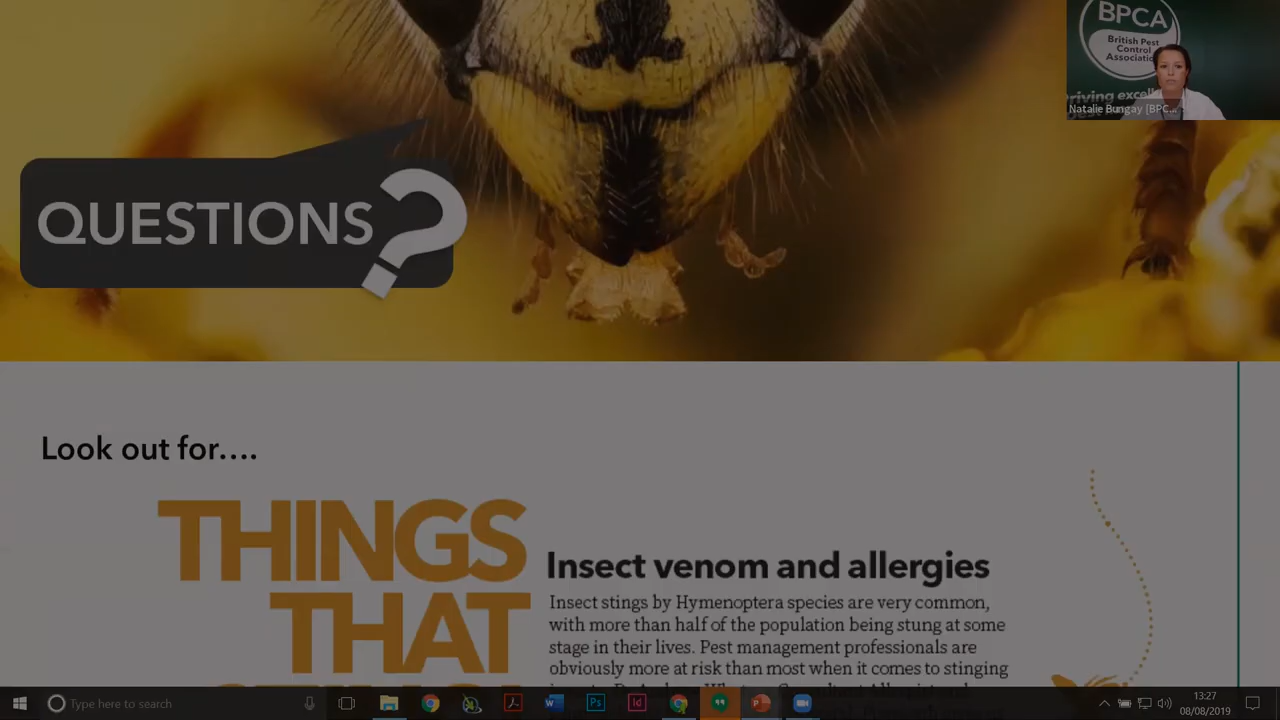 BPCA
British Pest
Control
Natalie Bungay [BPC...
QUESTIONS?
Look out for....
THINGS
THAT
Insect venom and allergies
Insect stings by Hymenoptera species are very common,
with more than half of the population being stung at some
stage in their lives. Pest management professionals are
obviously more at risk than most when it comes to stinging
Type here to search
13:27
08/08/2019